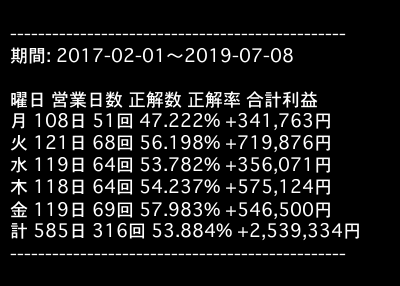 ------------------------------------------------
期間: 2017-02-01〜2019-07-08
曜日 営業日数 正解数 正解率 合計利益
月 108日 51回 47.222% +341,763円
火 121日 68回 56.198% +719,876円
水 119日 64回 53.782% +356,071円
木 118日 64回 54.237% +575,124円
金 119日 69回 57.983% +546,500円
計 585日 316回 53.884% +2,539,334円
------------------------------------------------